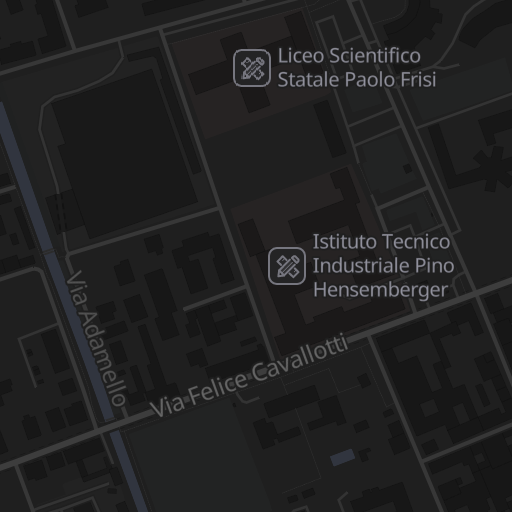 Liceo Scientifico
Statale Paolo Frisi
Istituto Tecnico
Industriale Pino
Hensemberger
Via Adamello
Via Felice Cavallotti